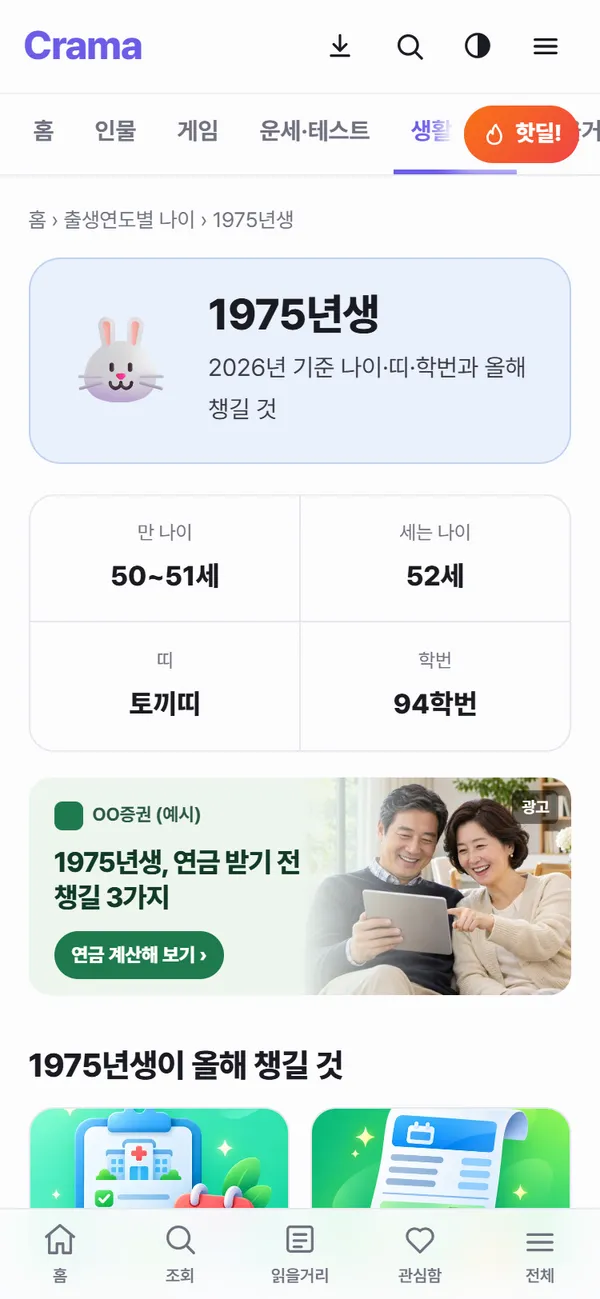 Crama
홈 인물 게임 운세·테스트 생활 핫딜!
홈 › 출생연도별 나이 › 1975년생
1975년생
2026년 기준 나이·띠·학번과 올해
챙길 것
만 나이
50~51세
세는 나이
52세
띠
토끼띠
학번
94학번
OO증권 (예시)
광고
1975년생, 연금 받기 전
챙길 3가지
연금 계산해 보기 ›
1975년생이 올해 챙길 것
홈 조회 읽을거리 관심함 전체